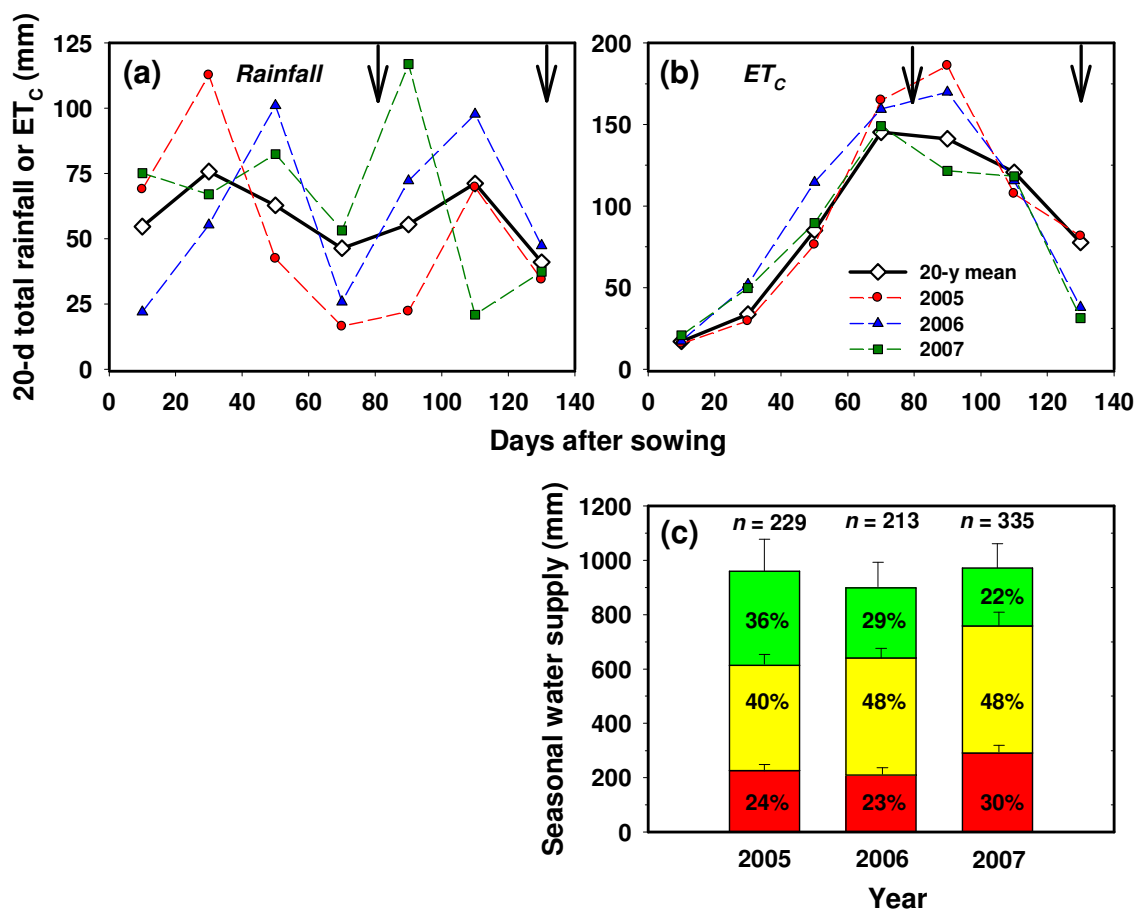 20-d total rainfall or ETC (mm)
125
100
75
50
25
0
(a)
Rainfall
0 20 40 60 80 100 120 140
200
150
100
50
0
(b)
ETC
20-y mean
2005
2006
2007
0 20 40 60 80 100 120 140
Days after sowing
Seasonal water supply (mm)
1200
1000
800
600
400
200
0
(c)
n = 229 n = 213 n = 335
36% 29% 22%
40% 48% 48%
24% 23% 30%
2005 2006 2007
Year